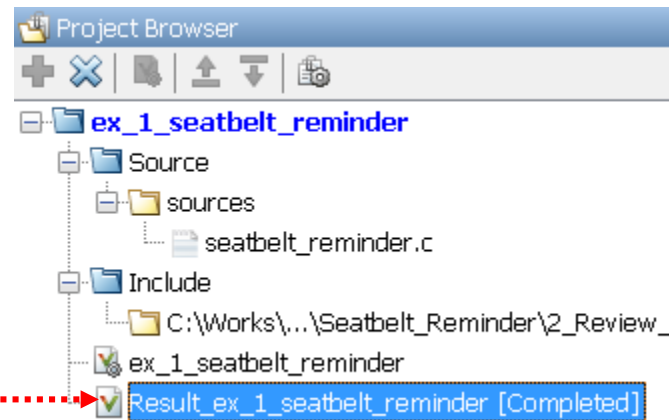 Project Browser
ex_1_seatbelt_reminder
Source
sources
seatbelt_reminder.c
Include
C:\Works\...\Seatbelt_Reminder\2_Review_
ex_1_seatbelt_reminder
Result_ex_1_seatbelt_reminder [Completed]